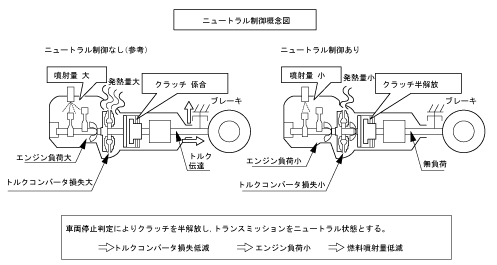 ニュートラル制御概念図
ニュートラル制御なし(参考)
噴射量 大
発熱量大
クラッチ 係合
ブレーキ
エンジン負荷大
トルクコンバータ損失大
トルク
伝達
ニュートラル制御あり
噴射量 小
発熱量小
クラッチ半解放
ブレーキ
エンジン負荷小
トルクコンバータ損失小
無負荷
車両停止判定によりクラッチを半解放し、トランスミッションをニュートラル状態とする。
⇒トルクコンバータ損失低減 ⇒エンジン負荷小 ⇒燃料噴射量低減